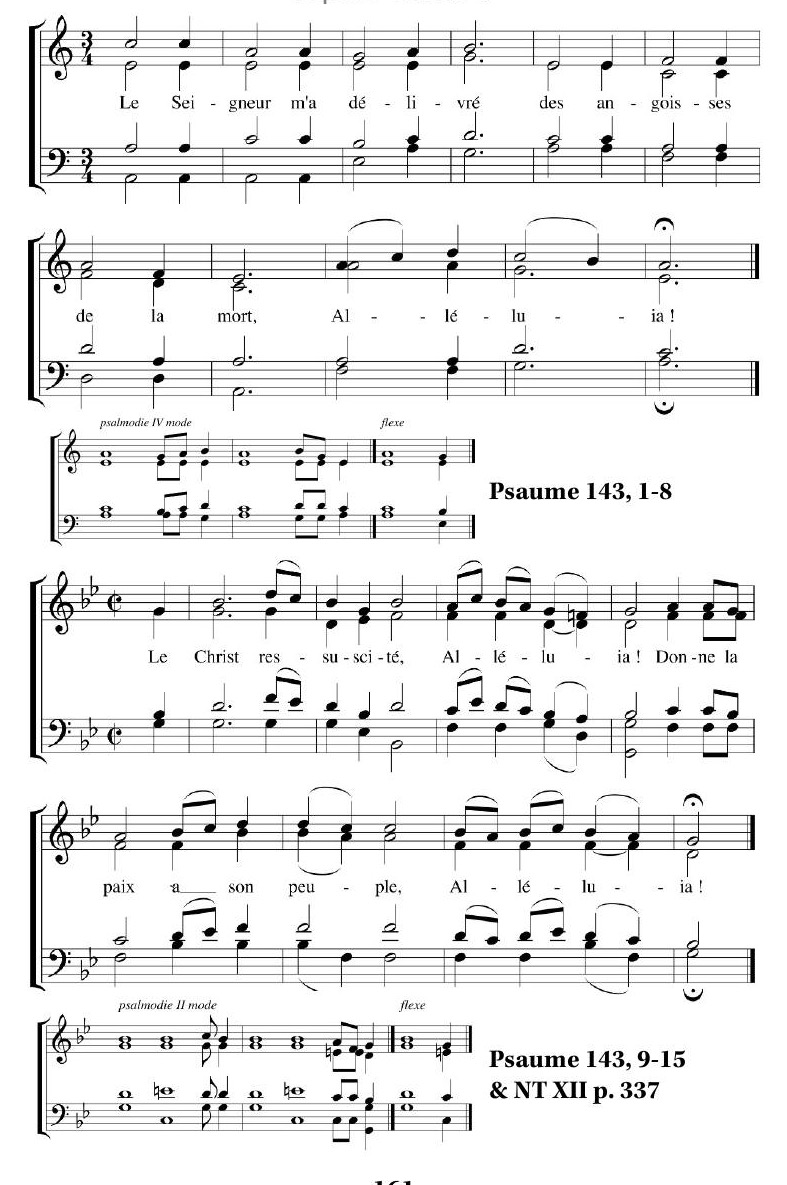 Le Sei - gneur m'a dé - li - vré des an - gois - ses
de la mort, Al - - lé - lu - - ia !
psalmodie IV mode flexe
Psaume 143, 1-8
Le Christ res - su - sci - té, Al - lé - lu - ia ! Don - ne la
paix a___ son peu - ple, Al - lé - lu - - ia !
psalmodie II mode flexe
Psaume 143, 9-15
& NT XII p. 337